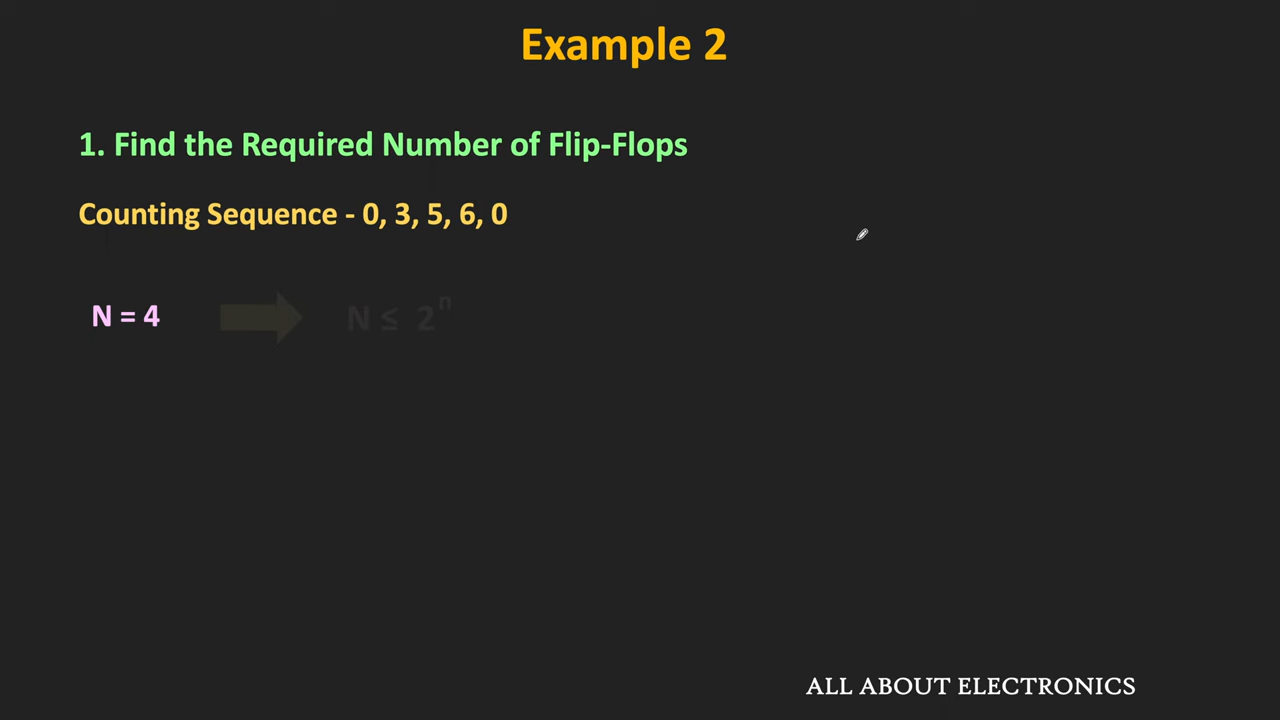 Example 2
1. Find the Required Number of Flip-Flops
Counting Sequence - 0, 3, 5, 6, 0
N = 4 N ≤ 2ⁿ
ALL ABOUT ELECTRONICS